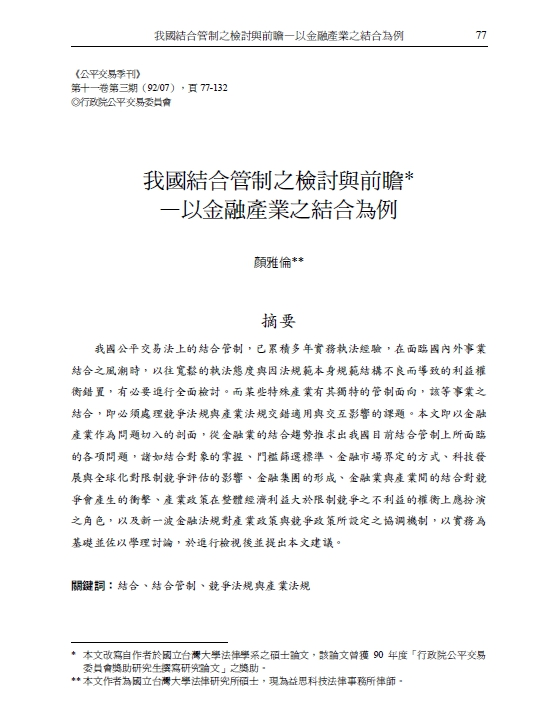 我國結合管制之檢討與前瞻－以金融產業之結合為例 77
《公平交易季刊》
第十一卷第三期（92/07），頁 77-132
◎行政院公平交易委員會
我國結合管制之檢討與前瞻*
－以金融產業之結合為例
顏雅倫**
摘要
我國公平交易法上的結合管制，已累積多年實務執法經驗，在面臨國內外事業
結合之風潮時，以往寬鬆的執法態度與因法規範本身規範結構不良而導致的利益權
衡錯置，有必要進行全面檢討。而某些特殊產業有其獨特的管制面向，該等事業之
結合，即必須處理競爭法規與產業法規交錯適用與交互影響的課題。本文即以金融
產業作為問題切入的剖面，從金融業的結合趨勢推求出我國目前結合管制上所面臨
的各項問題，諸如結合對象的掌握、門檻篩選標準、金融市場界定的方式、科技發
展與全球化對限制競爭評估的影響、金融集團的形成、金融業與產業間的結合對競
爭會產生的衝擊、產業政策在整體經濟利益大於限制競爭之不利益的權衡上應扮演
之角色，以及新一波金融法規對產業政策與競爭政策所設定之協調機制，以實務為
基礎並佐以學理討論，於進行檢視後並提出本文建議。
關鍵詞：結合、結合管制、競爭法規與產業法規
* 本文改寫自作者於國立台灣大學法律學系之碩士論文，該論文曾獲 90 年度「行政院公平交易
委員會獎助研究生撰寫研究論文」之獎助。
** 本文作者為國立台灣大學法律研究所碩士，現為益思科技法律事務所律師。